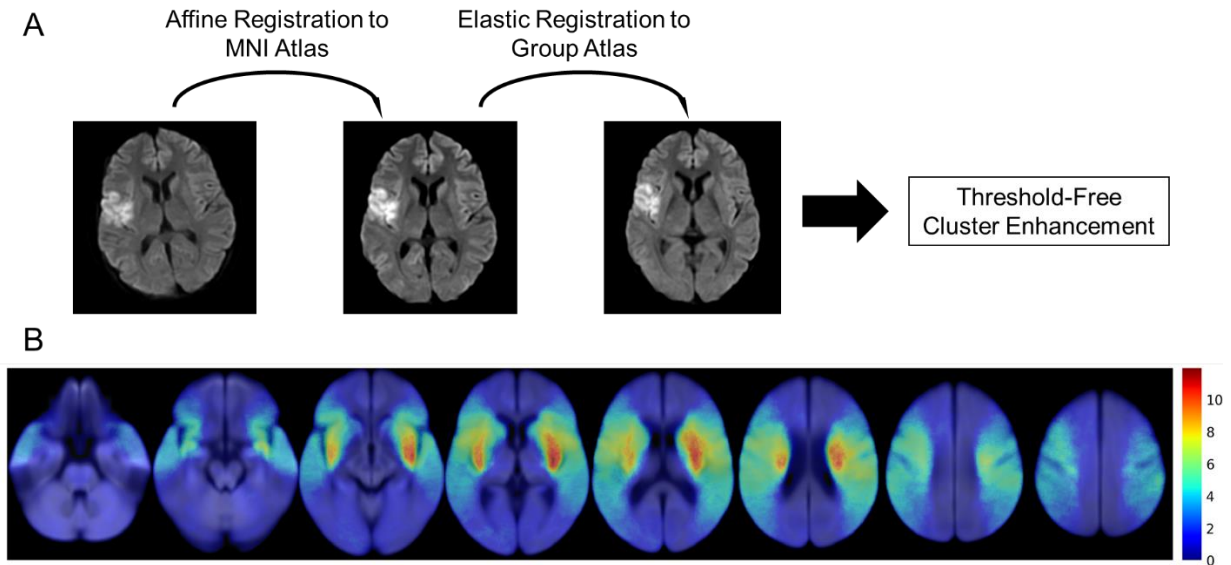 A
Affine Registration to
MNI Atlas
Elastic Registration to
Group Atlas
Threshold-Free
Cluster Enhancement
B
10
8
6
4
2
0